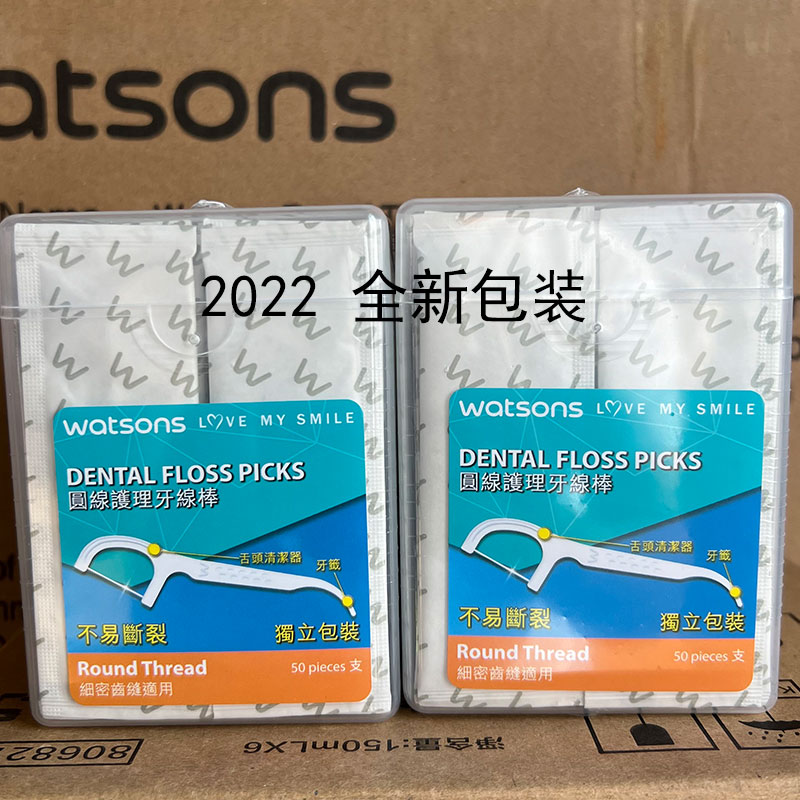 watsons
2022 全新包装
watsons LOVE MY SMILE
DENTAL FLOSS PICKS
圓線護理牙線棒
舌頭清潔器
牙籤
不易斷裂
獨立包裝
Round Thread
50 pieces 支
細密齒縫適用
watsons LOVE MY SMILE
DENTAL FLOSS PICKS
圓線護理牙線棒
舌頭清潔器
牙籤
不易斷裂
獨立包裝
Round Thread
50 pieces 支
細密齒縫適用
淨含量:150mLX6